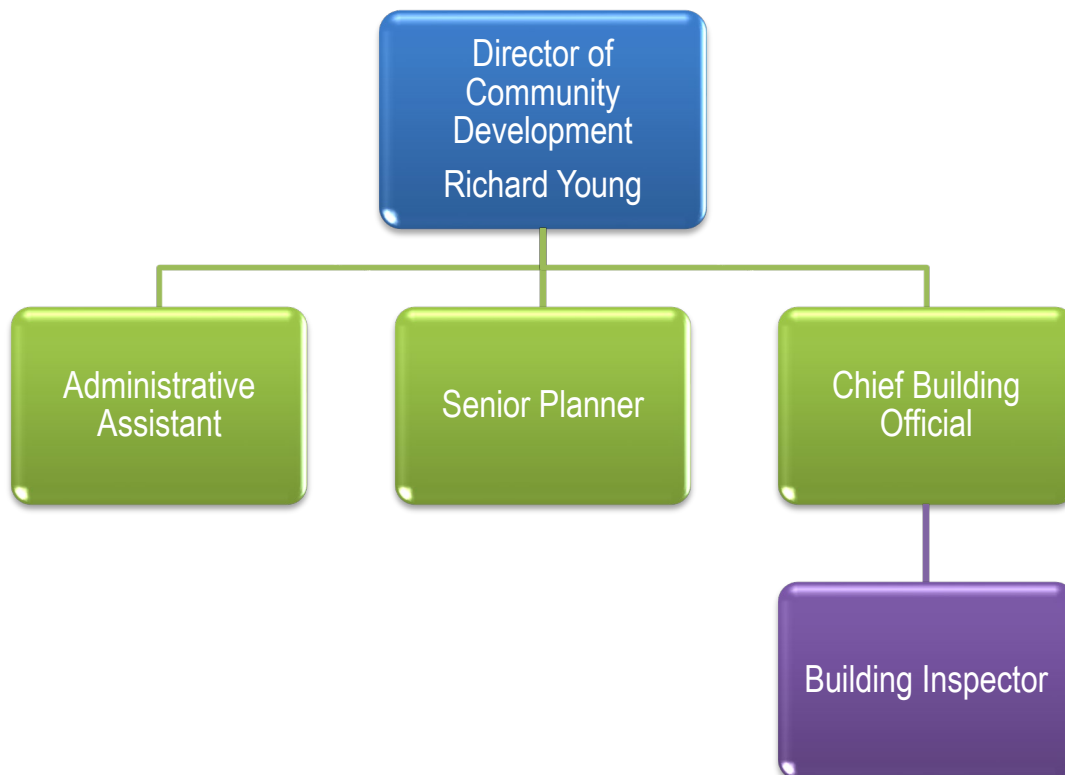 Director of
Community
Development
Richard Young
Administrative
Assistant
Senior Planner
Chief Building
Official
Building Inspector